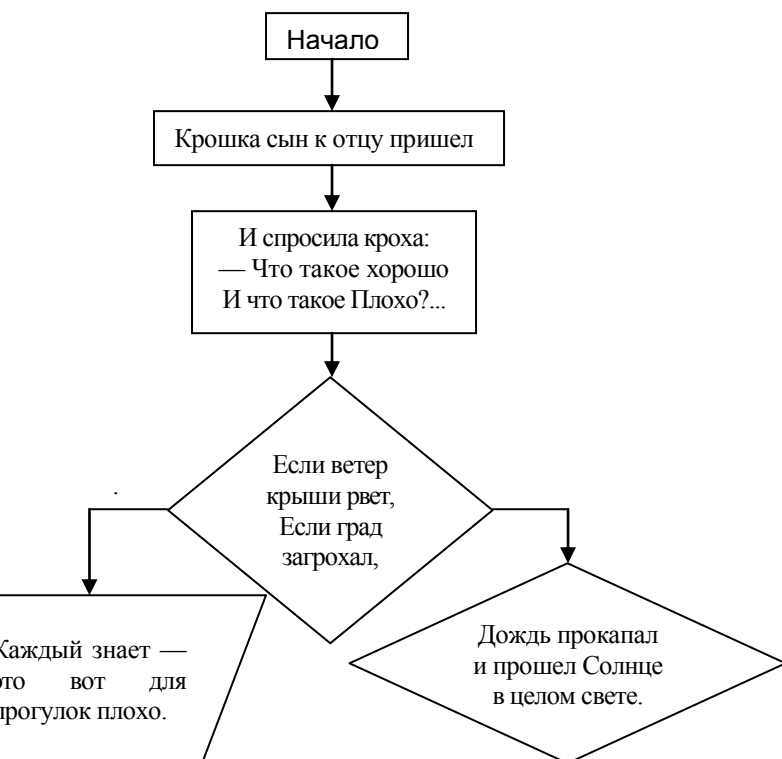 Начало
Крошка сын к отцу пришел
И спросила кроха:
— Что такое хорошо
И что такое Плохо?...
Если ветер
крыши рвет,
Если град
загрохал,
Каждый знает —
это вот для
прогулок плохо.
Дождь прокапал
и прошел Солнце
в целом свете.